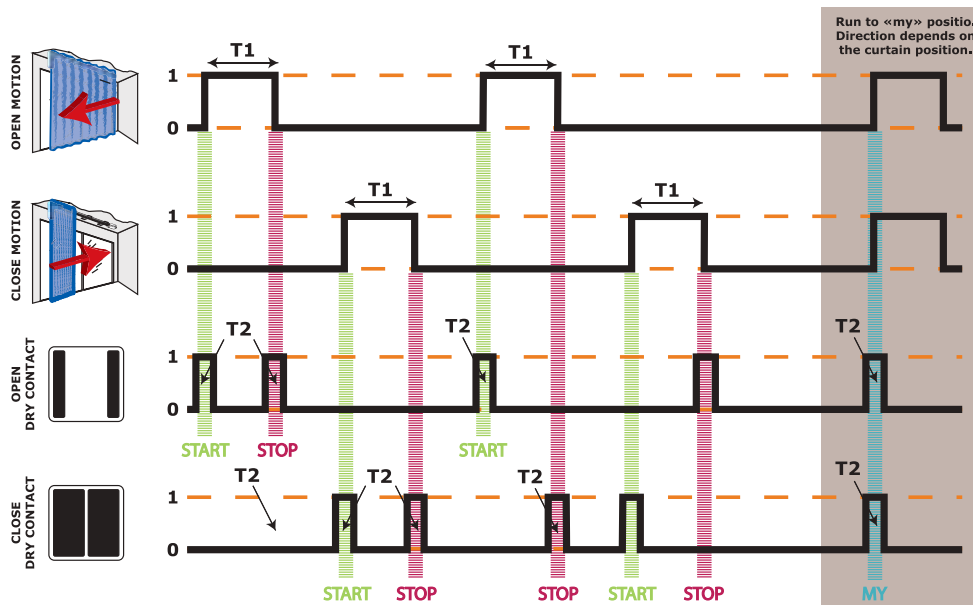 Run to «my» positio.
Direction depends on
the curtain position.
OPEN MOTION
1
0
T1
T1
CLOSE MOTION
1
0
T1
T1
OPEN
DRY CONTACT
1
0
T2
T2
T2
START
STOP
START
CLOSE
DRY CONTACT
1
0
T2
T2
T2
T2
START
STOP
STOP
START
STOP
MY